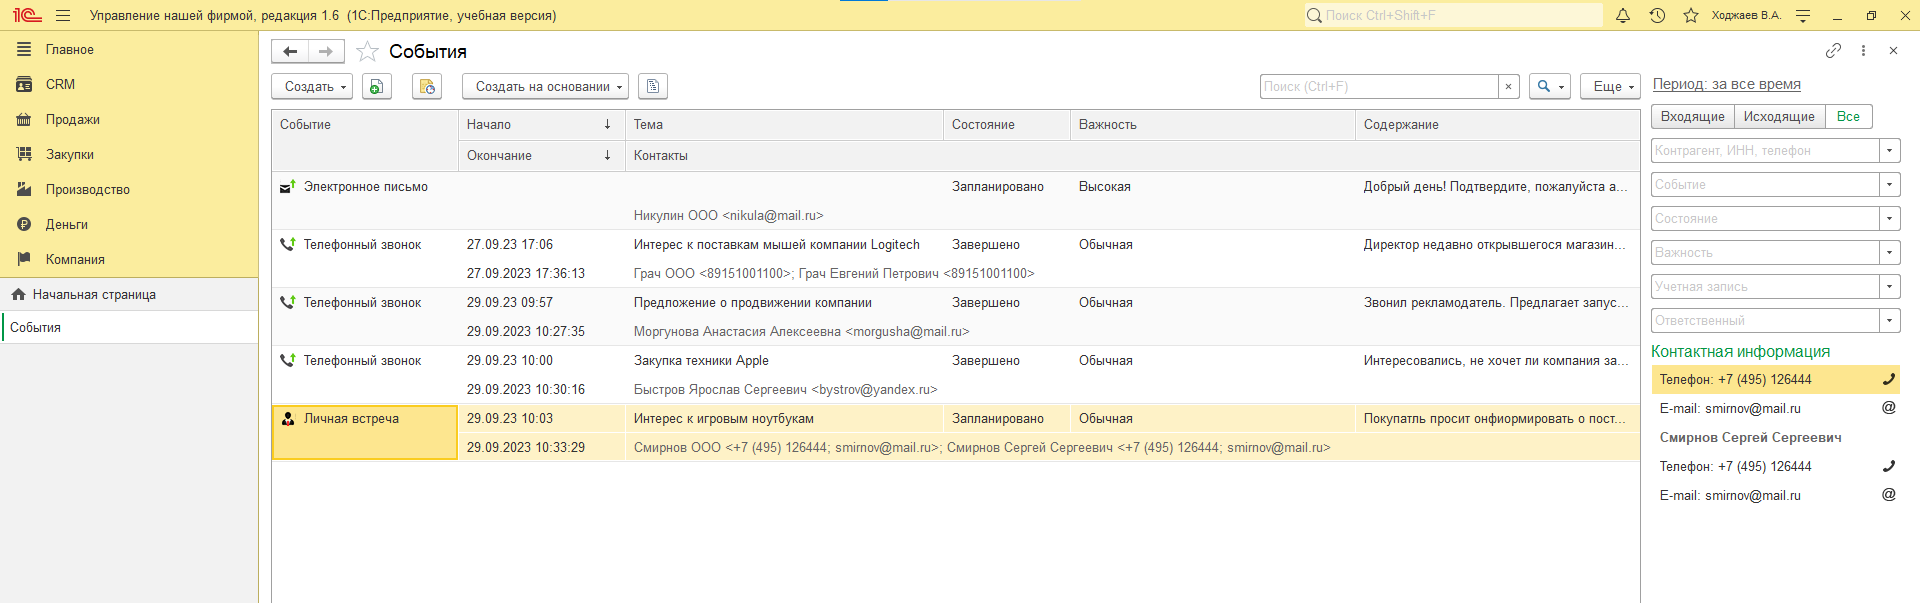 1С Управление нашей фирмой, редакция 1.6 (1С:Предприятие, учебная версия)
Поиск Ctrl+Shift+F
Ходжаев В.А.
Главное
CRM
Продажи
Закупки
Производство
Деньги
Компания
Начальная страница
События
События
Создать
Создать на основании
Поиск (Ctrl+F)
×
Еще
Событие Начало ↓ Тема Состояние Важность Содержание
Окончание ↓ Контакты
Электронное письмо Запланировано Высокая Добрый день! Подтвердите, пожалуйста а...
Никулин ООО <nikula@mail.ru>
Телефонный звонок 27.09.23 17:06 Интерес к поставкам мышей компании Logitech Завершено Обычная Директор недавно открывшегося магазин...
27.09.2023 17:36:13 Грач ООО <89151001100>; Грач Евгений Петрович <89151001100>
Телефонный звонок 29.09.23 09:57 Предложение о продвижении компании Завершено Обычная Звонил рекламодатель. Предлагает запус...
29.09.2023 10:27:35 Моргунова Анастасия Алексеевна <morgusha@mail.ru>
Телефонный звонок 29.09.23 10:00 Закупка техники Apple Завершено Обычная Интересовались, не хочет ли компания за...
29.09.2023 10:30:16 Быстров Ярослав Сергеевич <bystrov@yandex.ru>
Личная встреча 29.09.23 10:03 Интерес к игровым ноутбукам Запланировано Обычная Покупатль просит онфиормировать о пост...
29.09.2023 10:33:29 Смирнов ООО <+7 (495) 126444; smirnov@mail.ru>; Смирнов Сергей Сергеевич <+7 (495) 126444; smirnov@mail.ru>
Период: за все время
Входящие Исходящие Все
Контрагент, ИНН, телефон
Событие
Состояние
Важность
Учетная запись
Ответственный
Контактная информация
Телефон: +7 (495) 126444
E-mail: smirnov@mail.ru @
Смирнов Сергей Сергеевич
Телефон: +7 (495) 126444
E-mail: smirnov@mail.ru @